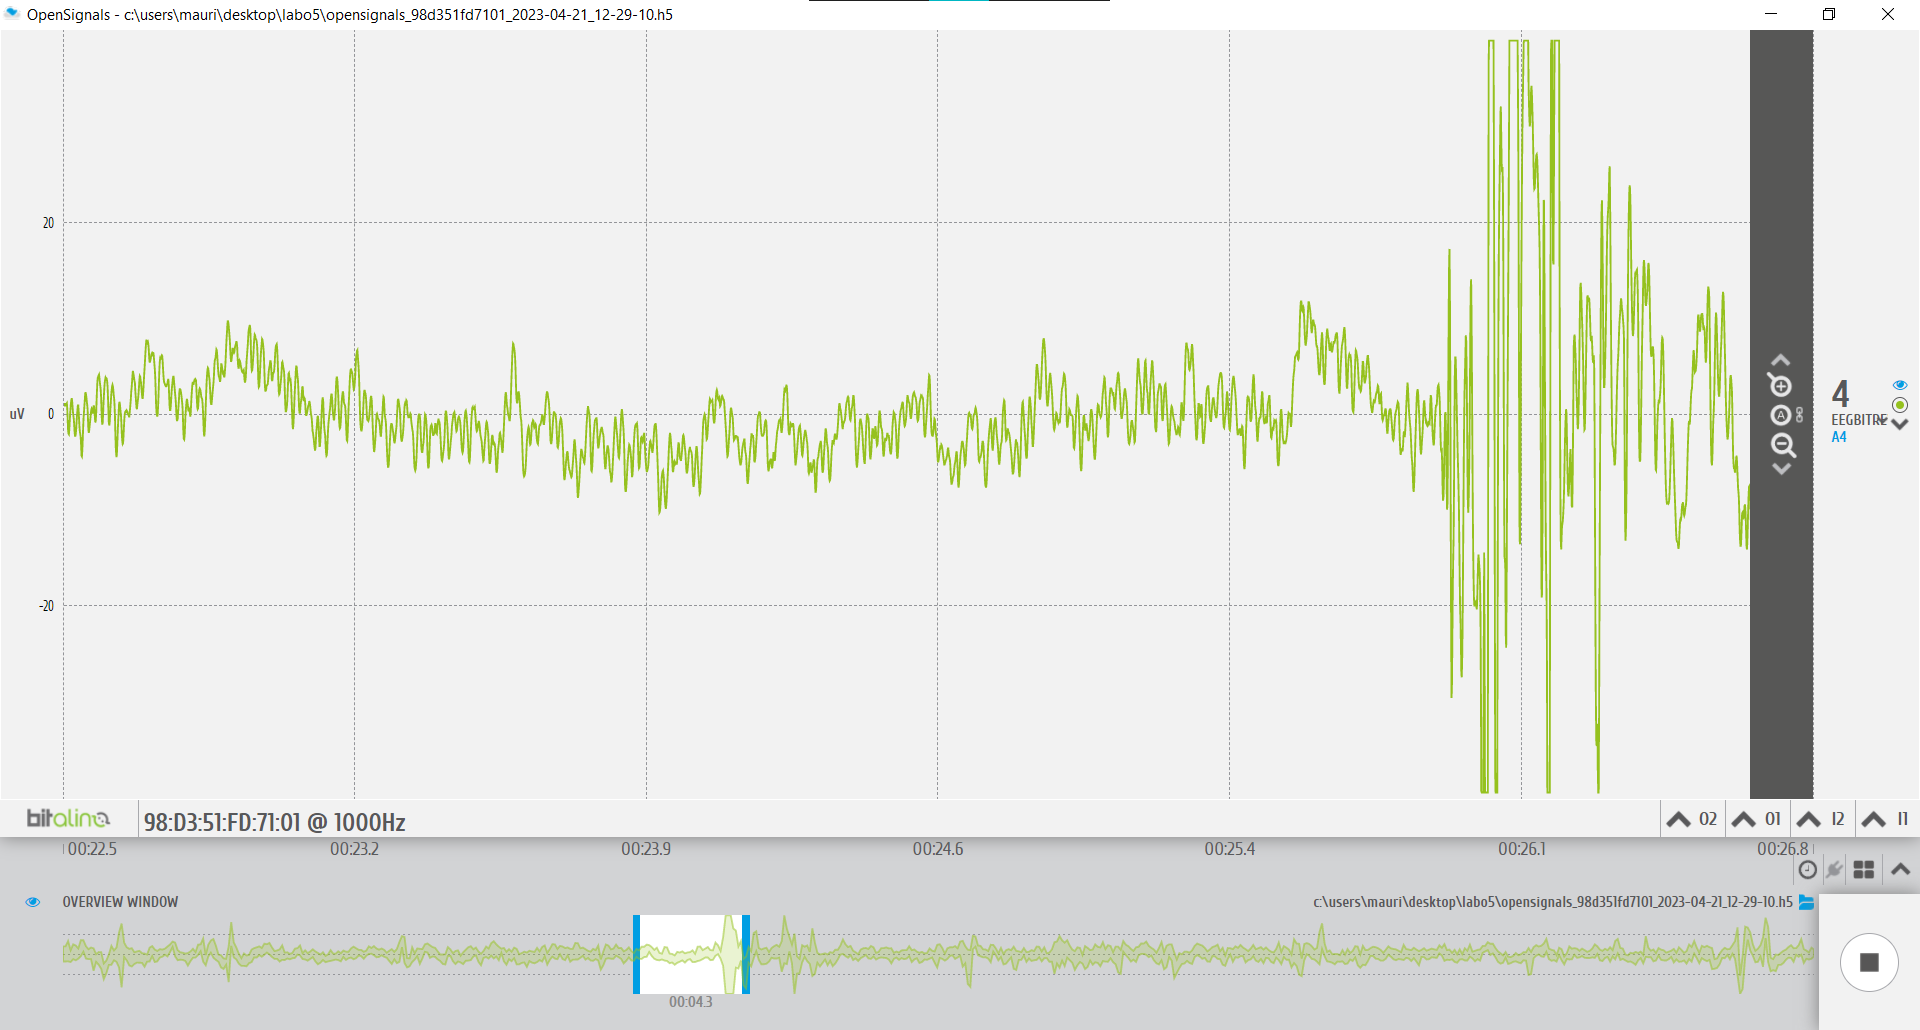 OpenSignals - c:\users\mauri\desktop\labo5\opensignals_98d351fd7101_2023-04-21_12-29-10.h5
20
uV 0
-20
4
EEGBITRE
A4
A
bitalino 98:D3:51:FD:71:01 @ 1000Hz
O2 O1 I2 I1
00:22.5 00:23.2 00:23.9 00:24.6 00:25.4 00:26.1 00:26.8
OVERVIEW WINDOW c:\users\mauri\desktop\labo5\opensignals_98d351fd7101_2023-04-21_12-29-10.h5
00:04.3